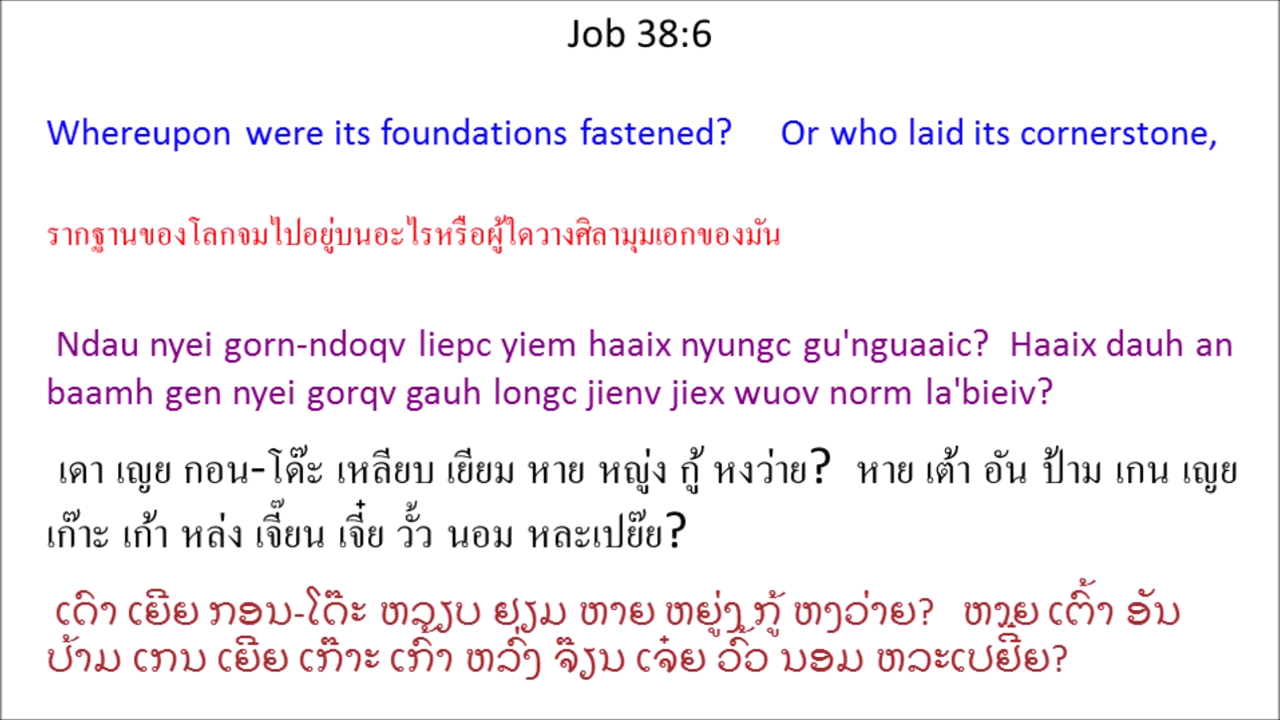 Job 38:6
Whereupon were its foundations fastened? Or who laid its cornerstone,
รากฐานของโลกจมไปอยู่บนอะไรหรือผู้ใดวางศิลามุมเอกของมัน
Ndau nyei gorn-ndoqv liepc yiem haaix nyungc gu'nguaaic? Haaix dauh an
baamh gen nyei gorqv gauh longc jienv jiex wuov norm la'bieiv?
เดา เญย กอน-โด๊ะ เหลียบ เยียม หาย หญู่ง กู้ หงว่าย? หาย เต้า อัน ป้าม เกน เญย
เก๊าะ เก้า หล่ง เจี๊ยน เจี๋ย วั้ว นอม หละเปยี๊ย?
ເດົາ ເຍີຍ ກອນ-ໂດ໊ະ ຫລຽບ ຢຽມ ຫາຍ ຫຍູ່ງ ກູ້ ຫງວ່າຍ? ຫາຍ ເຕົ້າ ອັນ
ປ້າມ ເກນ ເຍີຍ ເກ໊າະ ເກົ້າ ຫລົ່ງ ຈ໊ຽນ ເຈ໋ຍ ວົ້ວ ນອມ ຫລະເປຢີ໊ຍ?